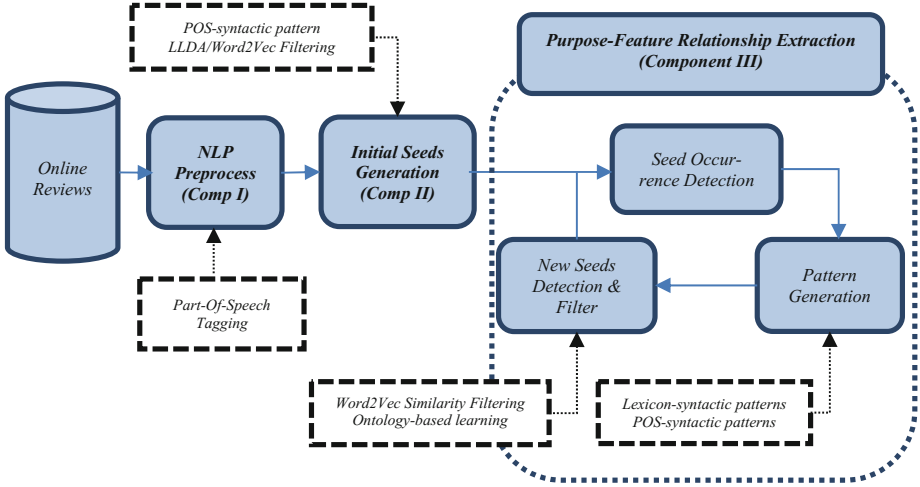 POS-syntactic pattern
LLDA/Word2Vec Filtering
Purpose-Feature Relationship Extraction
(Component III)
Online
Reviews
NLP
Preprocess
(Comp I)
Initial Seeds
Generation
(Comp II)
Seed Occur-
rence Detection
New Seeds
Detection &
Filter
Pattern
Generation
Part-Of-Speech
Tagging
Word2Vec Similarity Filtering
Ontology-based learning
Lexicon-syntactic patterns
POS-syntactic patterns